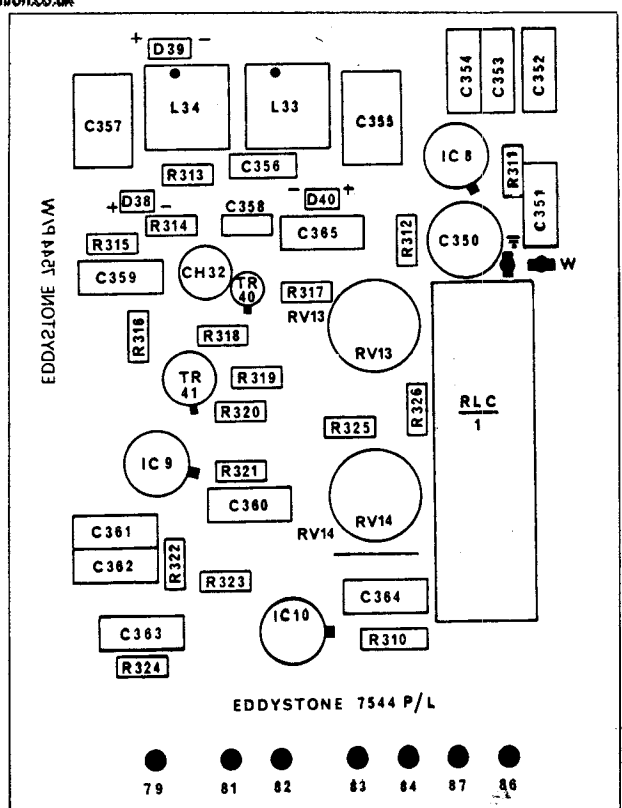 + D39 -
C354
C353
C352
C357
L34
L33
C355
IC8
R311
C356
R313
C351
+ D38 -
- D40 +
C358
R314
C365
R312
C350
R315
CH32
W
C359
TR
40
R317
EDDYSTONE 7544 P/W
RV13
R316
R318
RV13
TR
41
R319
R326
RLC
1
R320
R325
IC9
R321
C360
RV14
RV14
C361
R322
C362
R323
C364
IC10
C363
R310
R324
EDDYSTONE 7544 P/L
79 81 82 83 84 87 86